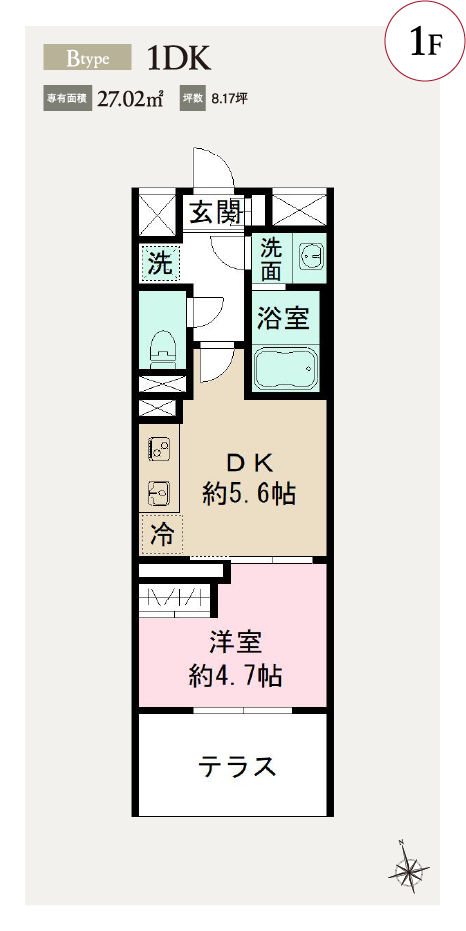 1F
Btype 1DK
専有面積 27.02㎡ 坪数 8.17坪
玄関
洗
洗面
浴室
DK
約5.6帖
冷
洋室
約4.7帖
テラス
N